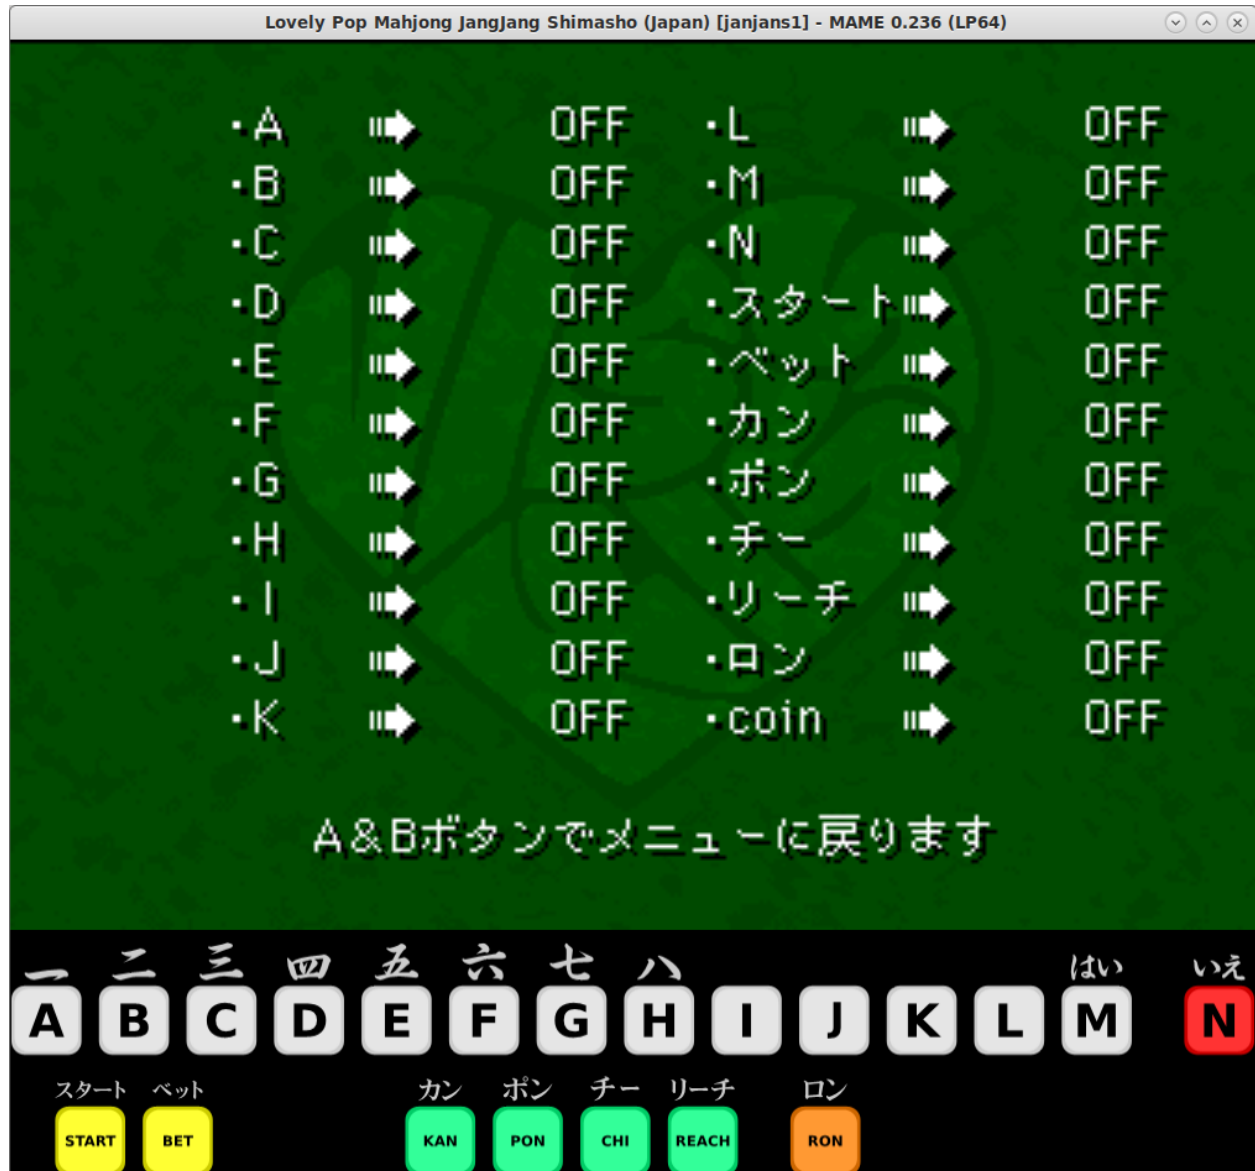 Lovely Pop Mahjong JangJang Shimasho (Japan) [janjans1] - MAME 0.236 (LP64)
・A ➡ OFF ・L ➡ OFF
・B ➡ OFF ・M ➡ OFF
・C ➡ OFF ・N ➡ OFF
・D ➡ OFF ・スタート ➡ OFF
・E ➡ OFF ・ベット ➡ OFF
・F ➡ OFF ・カン ➡ OFF
・G ➡ OFF ・ポン ➡ OFF
・H ➡ OFF ・チー ➡ OFF
・I ➡ OFF ・リーチ ➡ OFF
・J ➡ OFF ・ロン ➡ OFF
・K ➡ OFF ・coin ➡ OFF
A&Bボタンでメニューに戻ります
一 二 三 四 五 六 七 八 はい いえ
A B C D E F G H I J K L M N
スタート ベット カン ポン チー リーチ ロン
START BET KAN PON CHI REACH RON